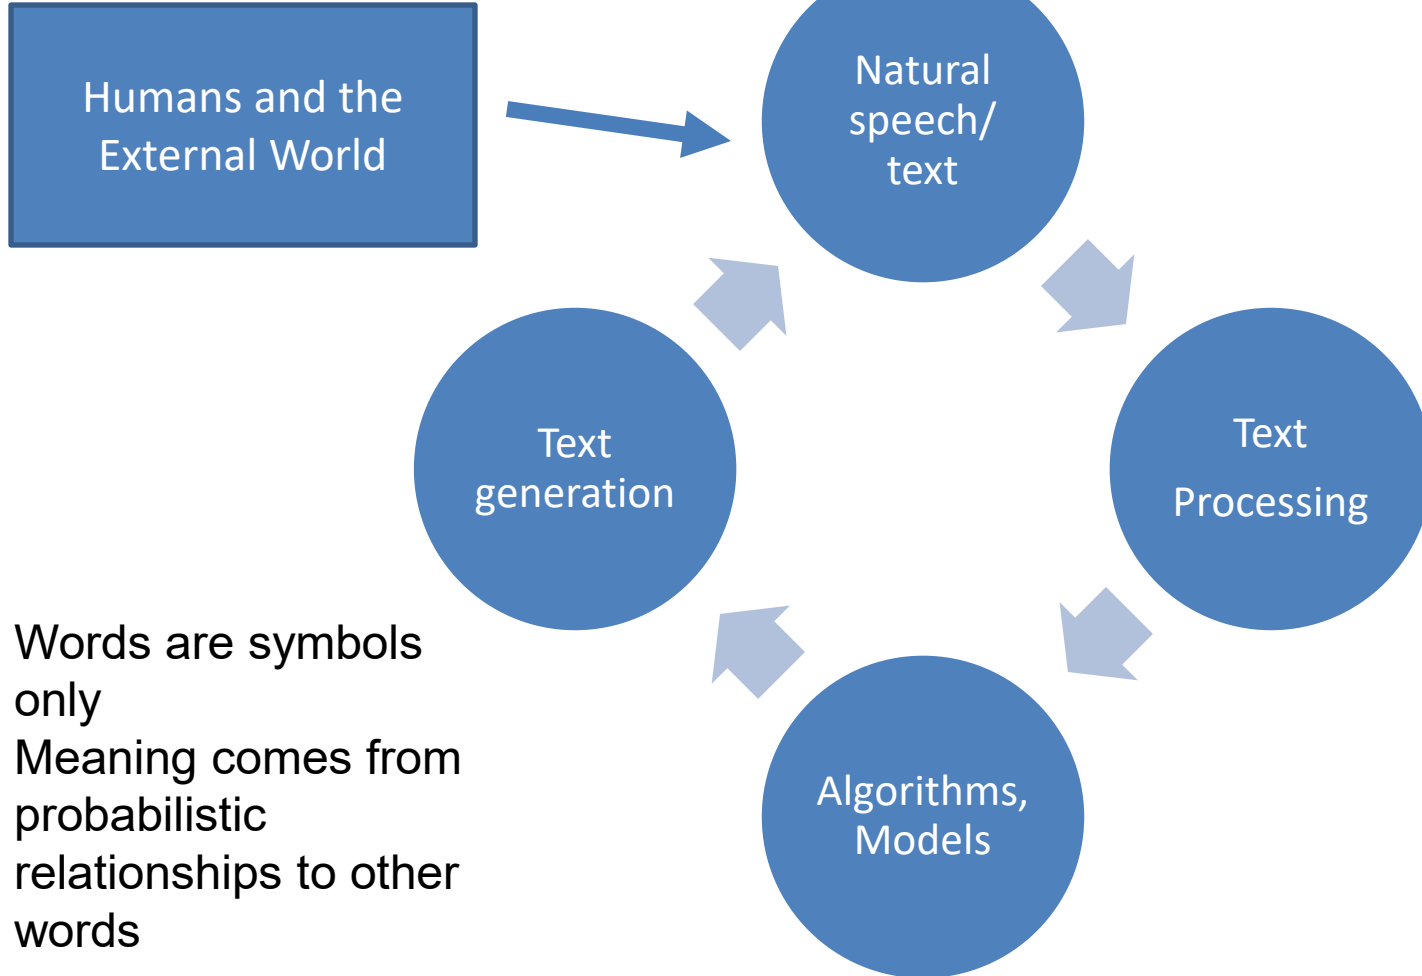 Humans and the
External World
Natural
speech/
text
Text
Processing
Algorithms,
Models
Text
generation
Words are symbols
only
Meaning comes from
probabilistic
relationships to other
words